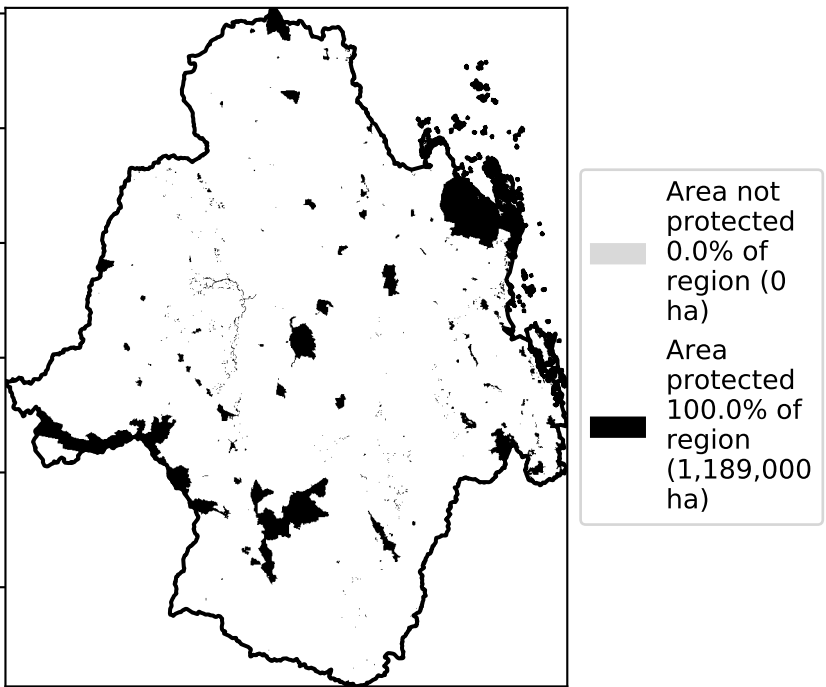 Area not
protected
0.0% of
region (0
ha)
Area
protected
100.0% of
region
(1,189,000
ha)